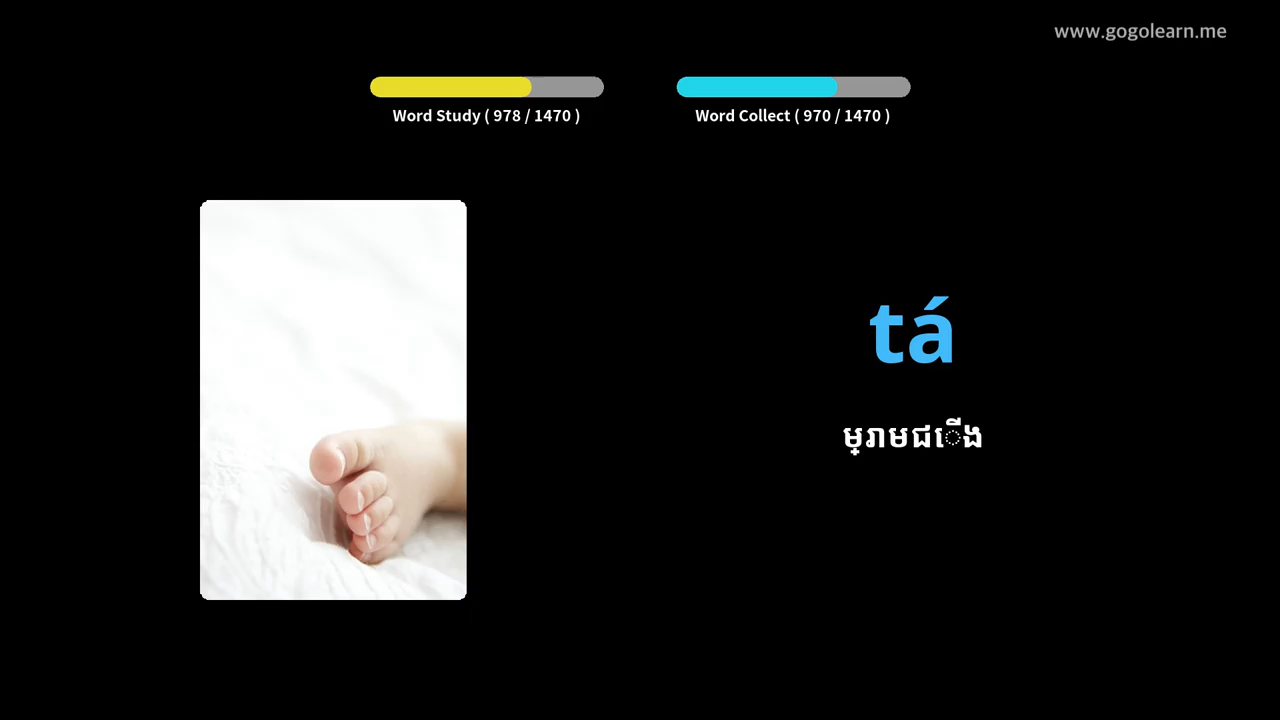 www.gogolearn.me
Word Study ( 978 / 1470 )
Word Collect ( 970 / 1470 )
tá
ម្រាមជើង